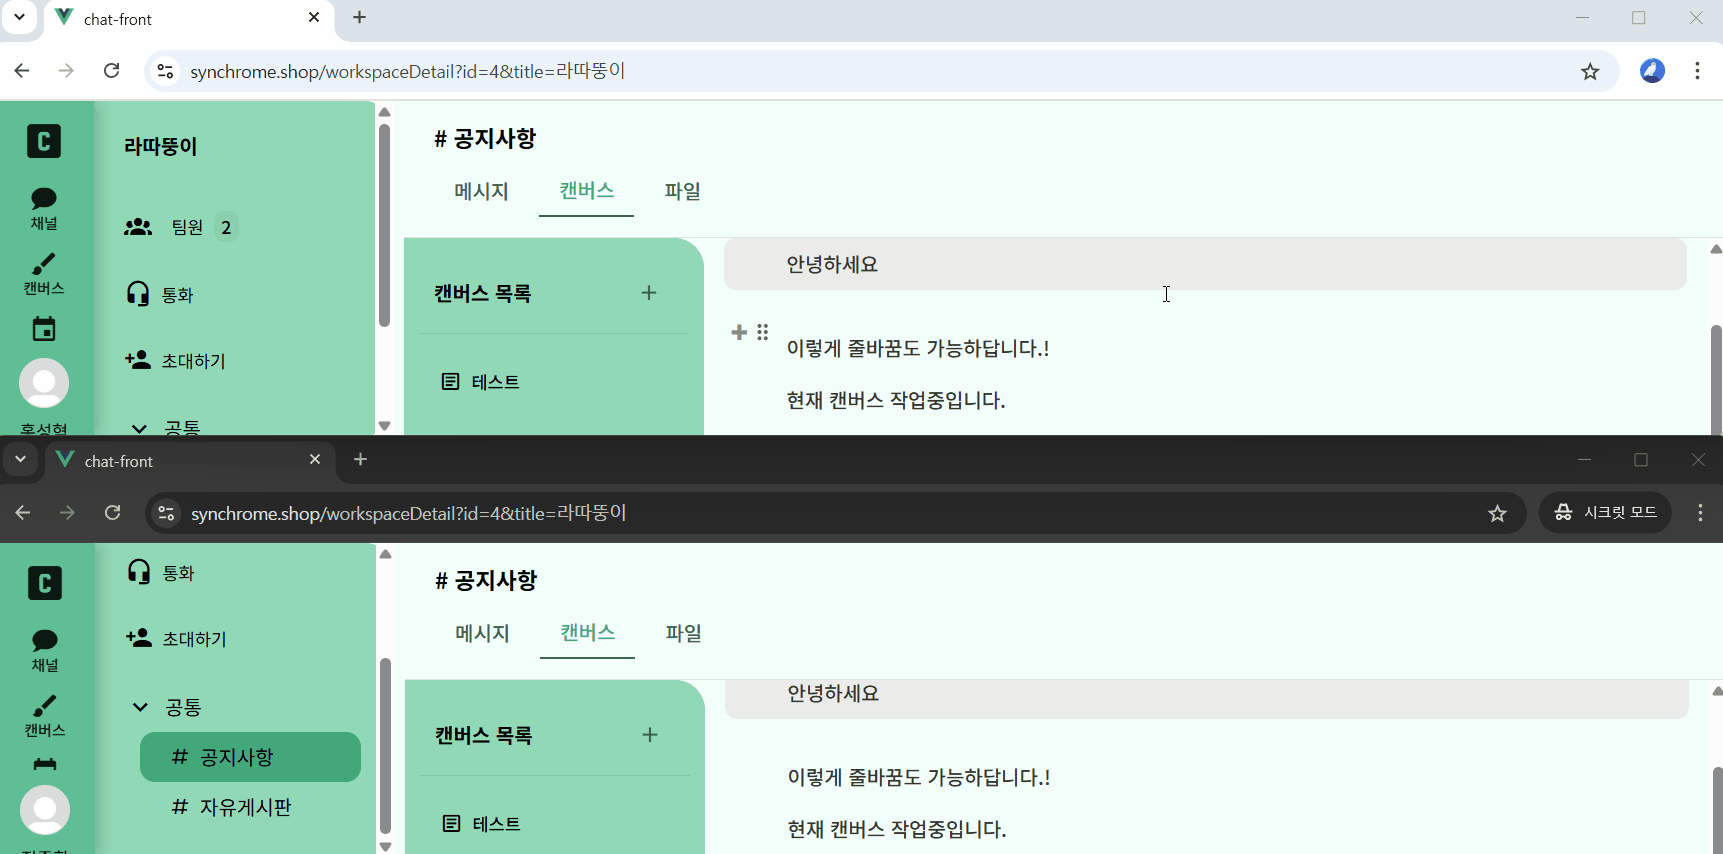 chat-front
synchrome.shop/workspaceDetail?id=4&title=라따뚱이
C
채널
캔버스
라따뚱이
팀원 2
통화
초대하기
공통
# 공지사항
메시지 캔버스 파일
캔버스 목록 +
테스트
안녕하세요
이렇게 줄바꿈도 가능하답니다.!
현재 캔버스 작업중입니다.
chat-front
synchrome.shop/workspaceDetail?id=4&title=라따뚱이
시크릿 모드
C
채널
캔버스
통화
초대하기
공통
# 공지사항
# 자유게시판
# 공지사항
메시지 캔버스 파일
캔버스 목록 +
테스트
안녕하세요
이렇게 줄바꿈도 가능하답니다.!
현재 캔버스 작업중입니다.